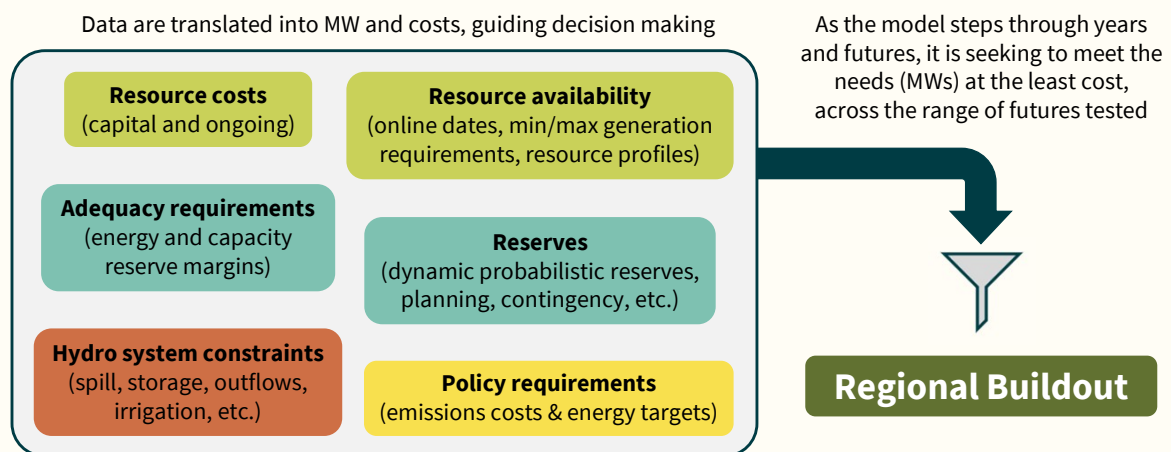 Data are translated into MW and costs, guiding decision making
As the model steps through years
and futures, it is seeking to meet the
needs (MWs) at the least cost,
across the range of futures tested
Resource costs
(capital and ongoing)
Resource availability
(online dates, min/max generation
requirements, resource profiles)
Adequacy requirements
(energy and capacity
reserve margins)
Reserves
(dynamic probabilistic reserves,
planning, contingency, etc.)
Hydro system constraints
(spill, storage, outflows,
irrigation, etc.)
Policy requirements
(emissions costs & energy targets)
Regional Buildout